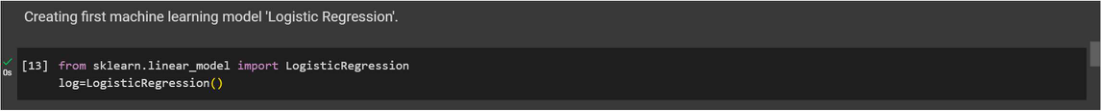 Creating first machine learning model 'Logistic Regression'.
[13] from sklearn.linear_model import LogisticRegression
log=LogisticRegression()
0s